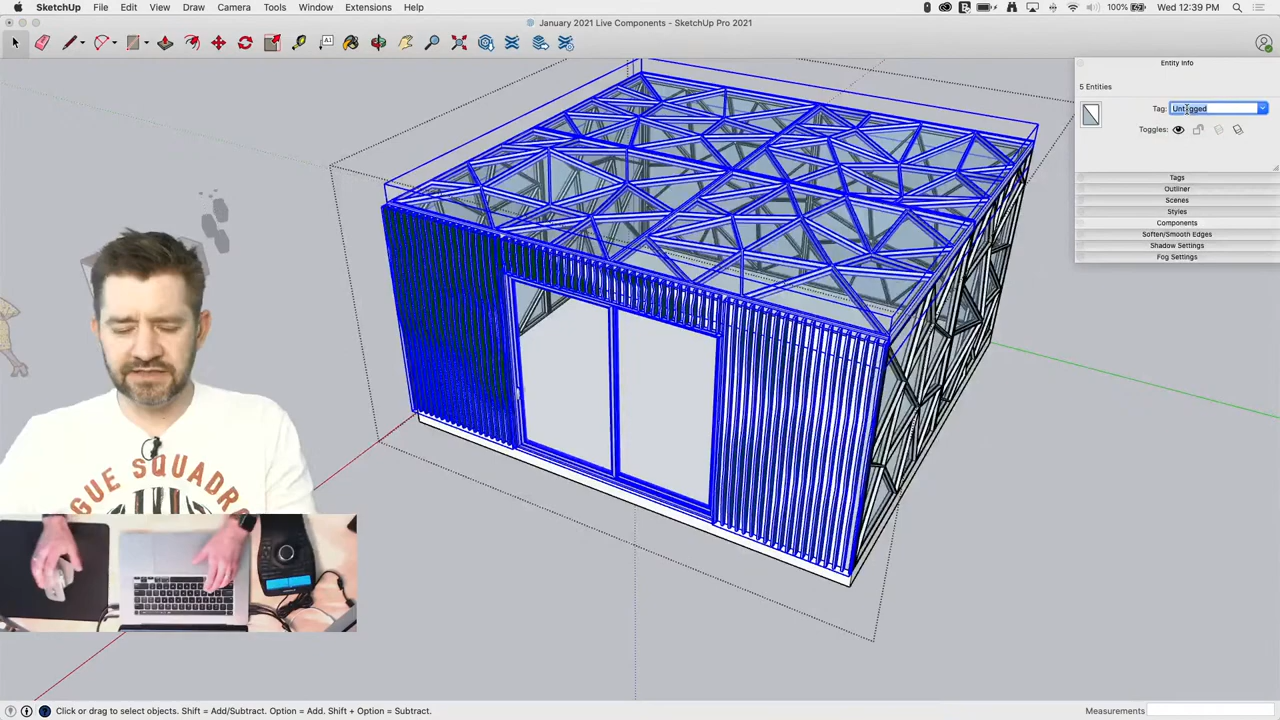 SketchUp File Edit View Draw Camera Tools Window Extensions Help
100% Wed 12:39 PM
January 2021 Live Components - SketchUp Pro 2021
Entity Info
5 Entities
Tag: Untagged
Toggles:
Tags
Outliner
Scenes
Styles
Components
Soften/Smooth Edges
Shadow Settings
Fog Settings
GUE SQUADR
Click or drag to select objects. Shift = Add/Subtract. Option = Add. Shift + Option = Subtract.
Measurements